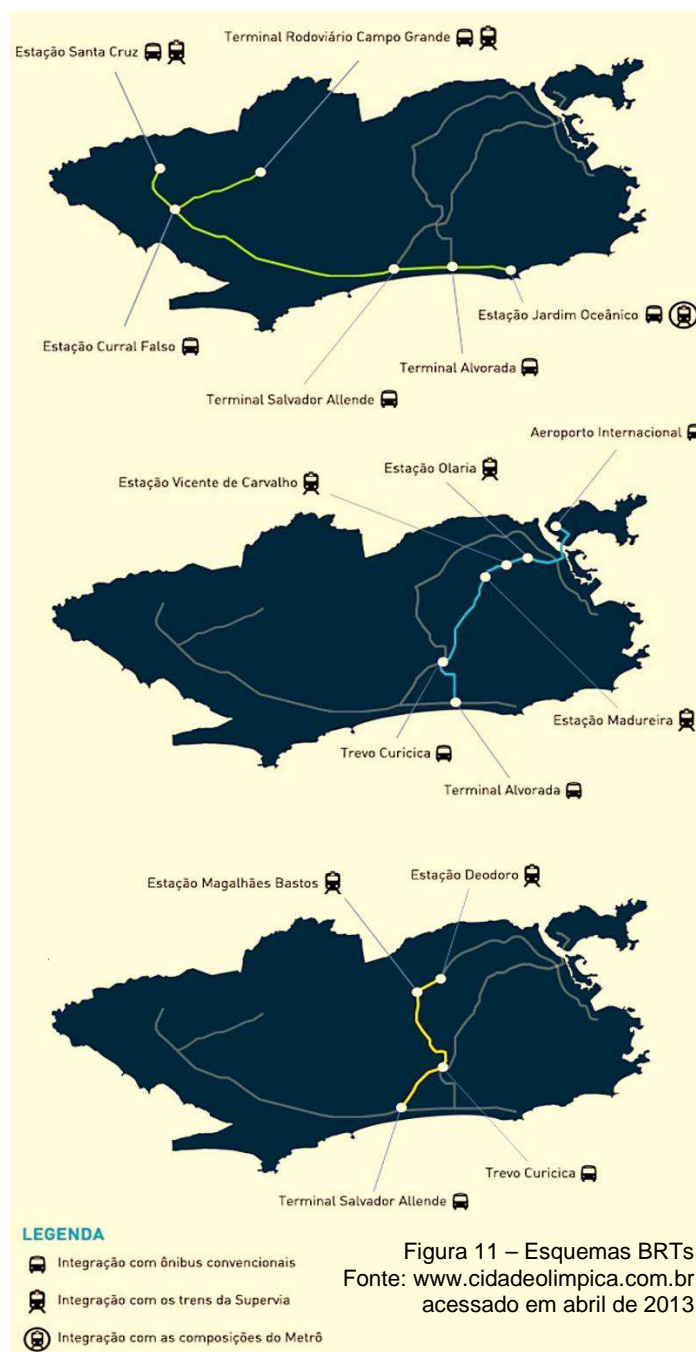 Terminal Rodoviário Campo Grande
Estação Santa Cruz
Estação Jardim Oceânico
Estação Curral Falso
Terminal Alvorada
Terminal Salvador Allende
Aeroporto Internacional
Estação Olaria
Estação Vicente de Carvalho
Estação Madureira
Trevo Curicica
Terminal Alvorada
Estação Deodoro
Estação Magalhães Bastos
Trevo Curicica
Terminal Salvador Allende
LEGENDA
Integração com ônibus convencionais
Integração com os trens da Supervia
Integração com as composições do Metrô
Figura 11 – Esquemas BRTs
Fonte: www.cidadeolimpica.com.br
acessado em abril de 2013